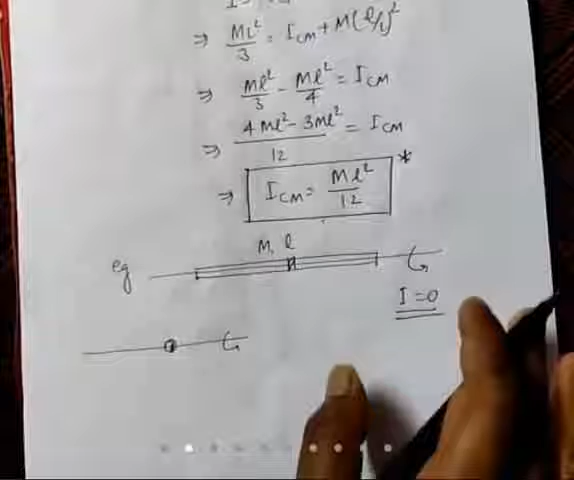 ⇒ Ml²/3 = I_CM + M(l/2)²
⇒ Ml²/3 - Ml²/4 = I_CM
⇒ 4Ml² - 3Ml²/12 = I_CM
⇒ I_CM = Ml²/12 *
M, l
eg
I = 0